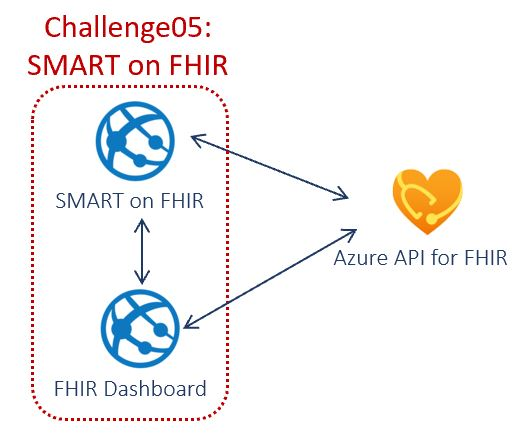 Challenge05:
SMART on FHIR
SMART on FHIR
Azure API for FHIR
FHIR Dashboard